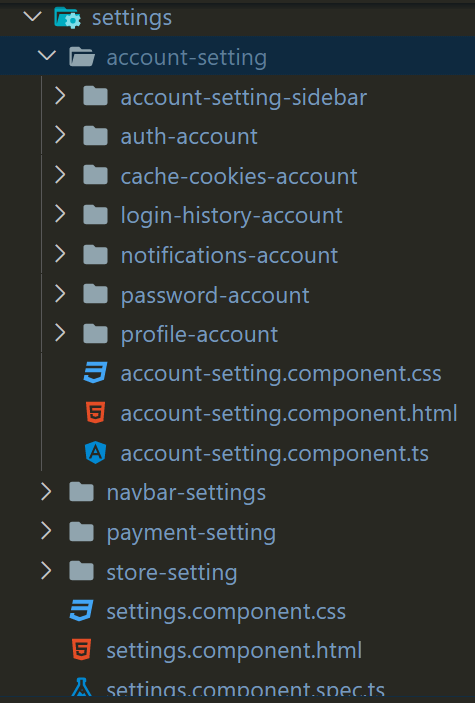 settings
account-setting
account-setting-sidebar
auth-account
cache-cookies-account
login-history-account
notifications-account
password-account
profile-account
account-setting.component.css
account-setting.component.html
account-setting.component.ts
navbar-settings
payment-setting
store-setting
settings.component.css
settings.component.html
settings.component.spec.ts